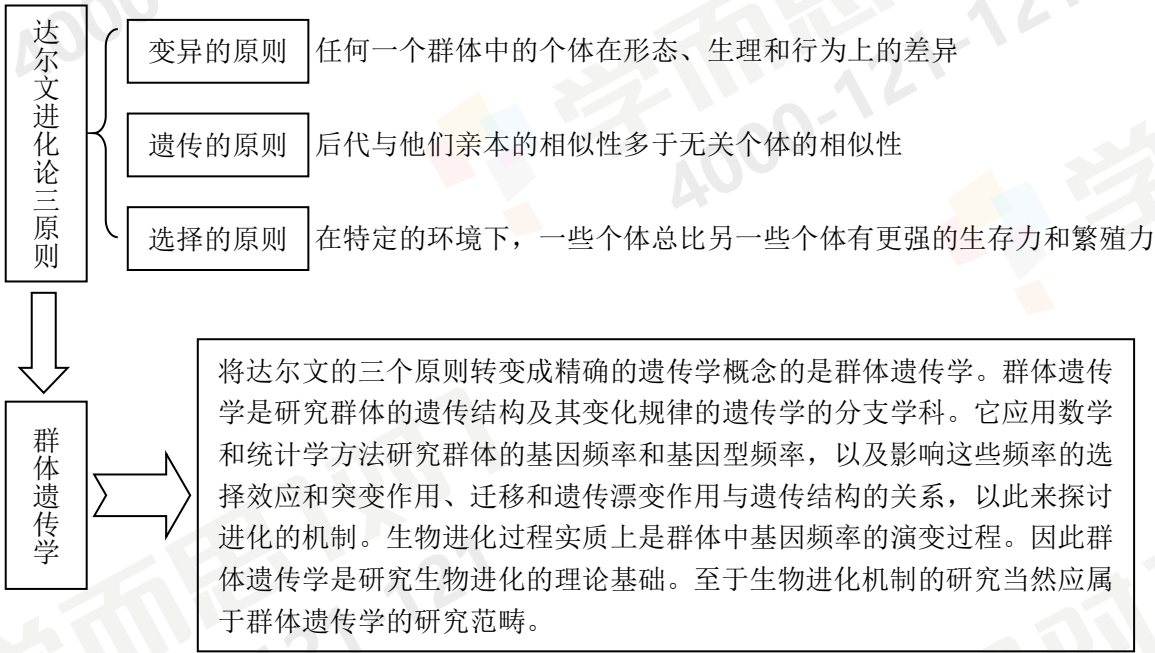 达尔文进化论三原则
变异的原则 任何一个群体中的个体在形态、生理和行为上的差异
遗传的原则 后代与他们亲本的相似性多于无关个体的相似性
选择的原则 在特定的环境下，一些个体总比另一些个体有更强的生存力和繁殖力
群体遗传学
将达尔文的三个原则转变成精确的遗传学概念的是群体遗传学。群体遗传
学是研究群体的遗传结构及其变化规律的遗传学的分支学科。它应用数学
和统计学方法研究群体的基因频率和基因型频率，以及影响这些频率的选
择效应和突变作用、迁移和遗传漂变作用与遗传结构的关系，以此来探讨
进化的机制。生物进化过程实质上是群体中基因频率的演变过程。因此群
体遗传学是研究生物进化的理论基础。至于生物进化机制的研究当然应属
于群体遗传学的研究范畴。
学而思
4000-121-121